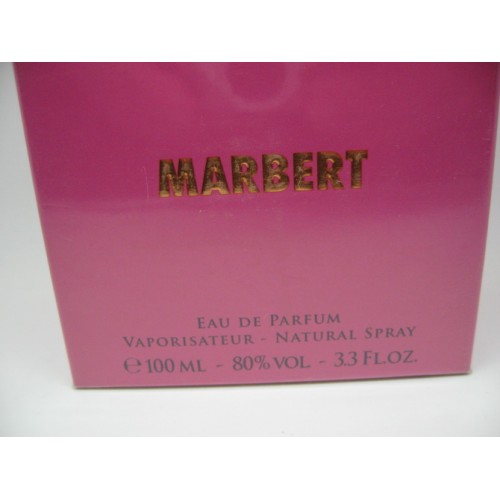 MARBERT
EAU DE PARFUM
VAPORISATEUR - NATURAL SPRAY
℮ 100 ML - 80% VOL - 3.3 FL.OZ.